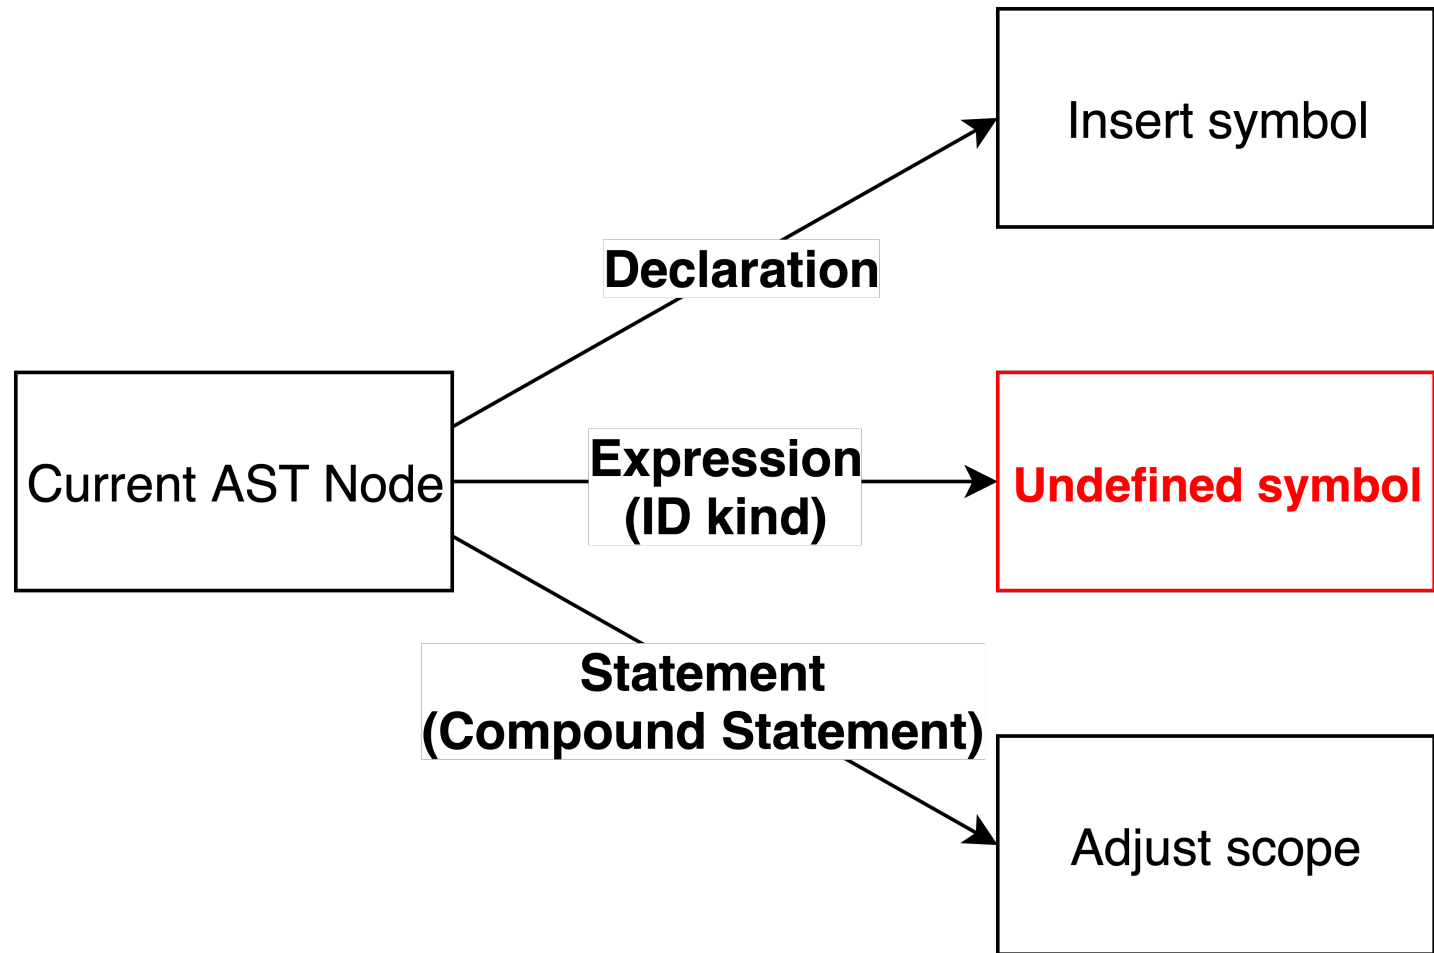 Insert symbol
Declaration
Current AST Node
Expression
(ID kind)
Undefined symbol
Statement
(Compound Statement)
Adjust scope